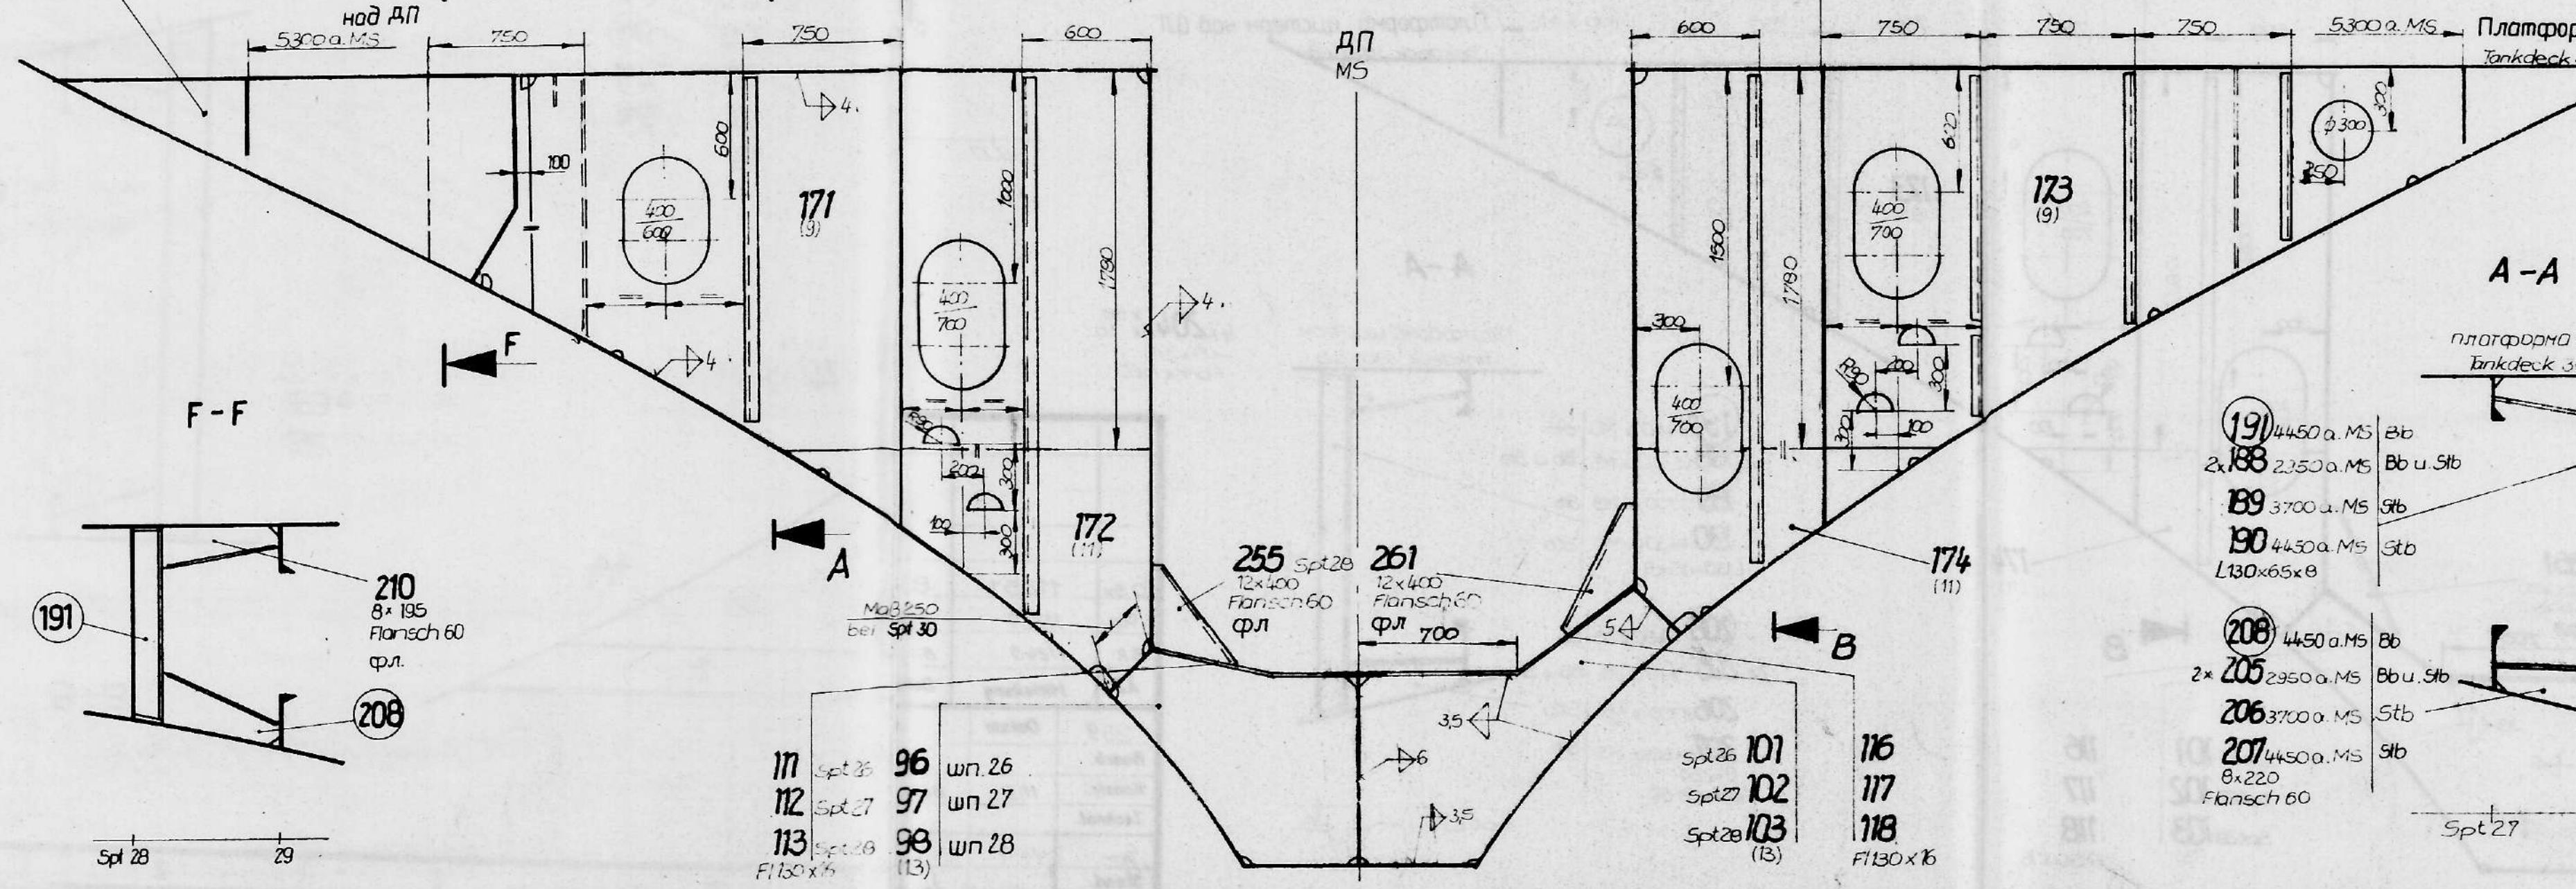 над ДП
5300 a. MS
750
750
600
ДП
MS
600
750
750
750
5300 a. MS
Tankdeck
4.
100
600
400
600
171
(9)
1000
1780
400
700
4.
4.
F
F-F
R90
200
300
100
300
172
(11)
A
Maß 250
bei Spt 30
255 Spt 28
12x400
Flansch 60
фл
261
12x400
Flansch 60
фл
700
5
300
1500
1780
400
700
600
400
700
173
(9)
ϕ300
300
R90
200
300
300
100
174
(11)
B
A-A
платформа
Tankdeck
191 4450 a. MS Bb
2x 188 2350 a. MS Bb u. Stb
189 3700 a. MS Stb
190 4450 a. MS Stb
L130x65x8
208 4450 a. MS Bb
2x 205 2950 a. MS Bb u. Stb
206 3700 a. MS Stb
207 4450 a. MS Stb
8x220
Flansch 60
Spt 27
191
210
8x195
Flansch 60
фл.
208
Spt 28
29
111 Spt 26 96 шп. 26
112 Spt 27 97 шп 27
113 Spt 28 98 шп 28
Fl 130x16
(13)
3,5
6
3,5
Spt 26 101 116
Spt 27 102 117
Spt 28 103 118
(13)
Fl 130x16